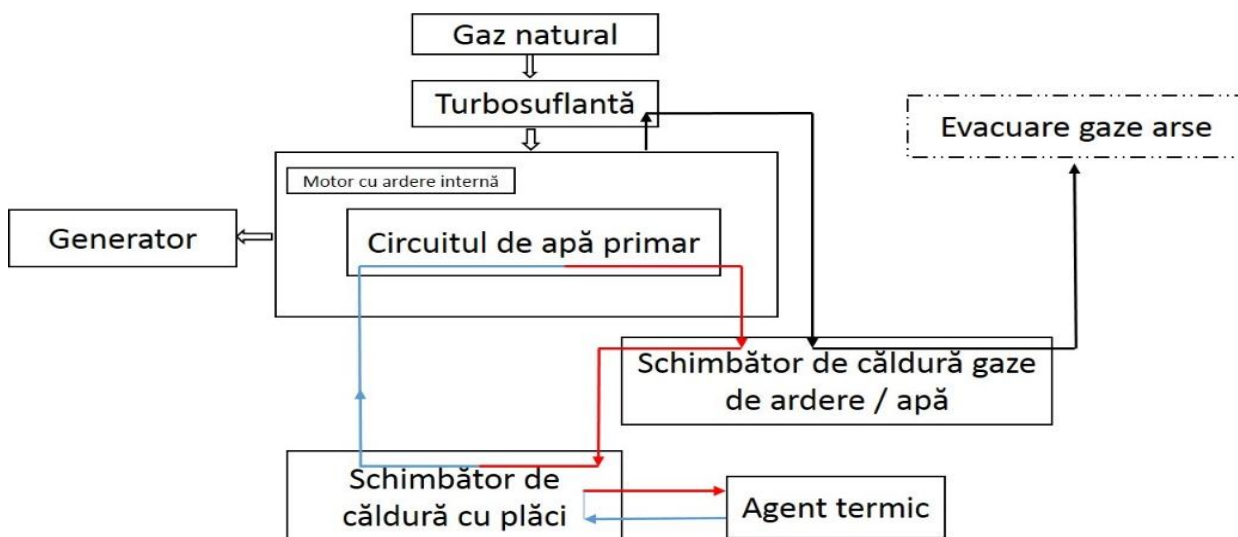 Gaz natural
Turbosuflantă
Evacuare gaze arse
Motor cu ardere internă
Generator
Circuitul de apă primar
Schimbător de căldură gaze
de ardere / apă
Schimbător de
căldură cu plăci
Agent termic